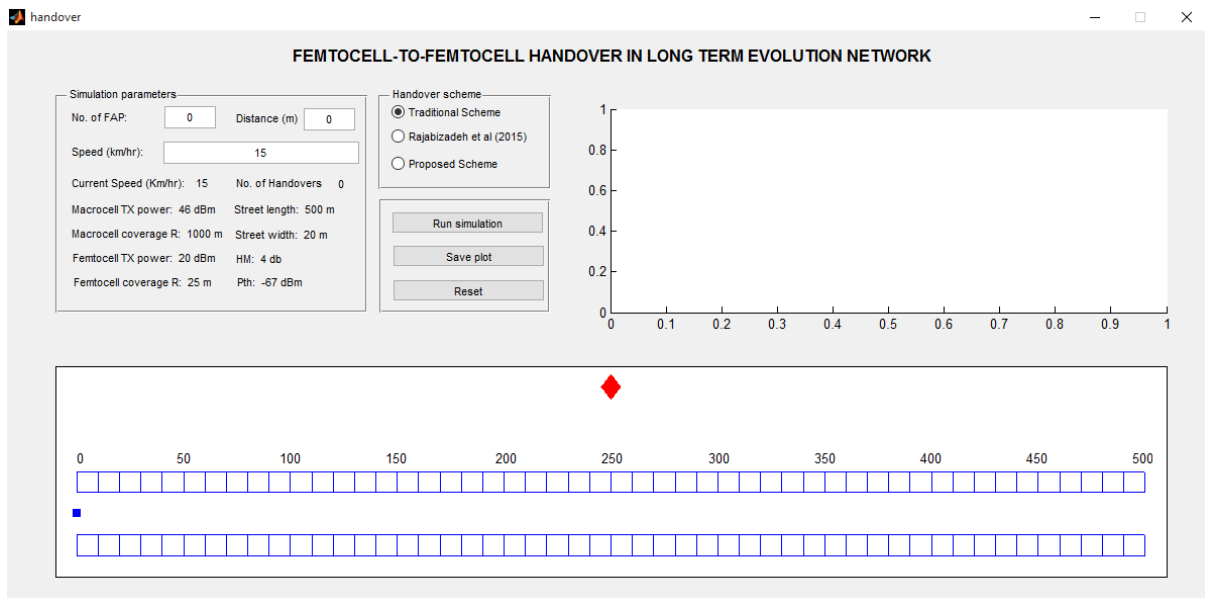 handover
FEMTOCELL-TO-FEMTOCELL HANDOVER IN LONG TERM EVOLUTION NETWORK
Simulation parameters
No. of FAP: 0 Distance (m) 0
Speed (km/hr): 15
Current Speed (Km/hr): 15 No. of Handovers 0
Macrocell TX power: 46 dBm Street length: 500 m
Macrocell coverage R: 1000 m Street width: 20 m
Femtocell TX power: 20 dBm HM: 4 db
Femtocell coverage R: 25 m Pth: -67 dBm
Handover scheme
Traditional Scheme
Rajabizadeh et al (2015)
Proposed Scheme
Run simulation
Save plot
Reset
1
0.8
0.6
0.4
0.2
0
0 0.1 0.2 0.3 0.4 0.5 0.6 0.7 0.8 0.9 1
0 50 100 150 200 250 300 350 400 450 500